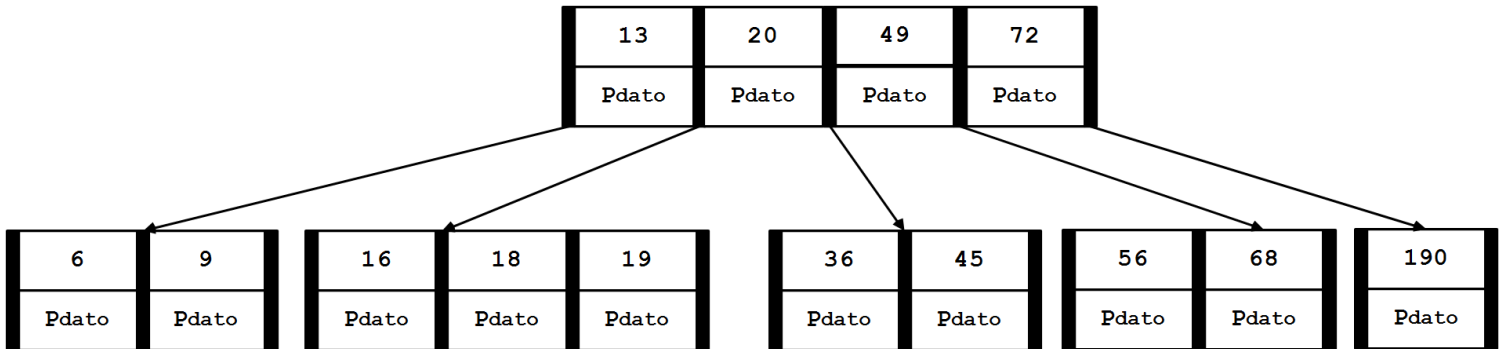 13 20 49 72
Pdato Pdato Pdato Pdato
6 9 16 18 19 36 45 56 68 190
Pdato Pdato Pdato Pdato Pdato Pdato Pdato Pdato Pdato Pdato